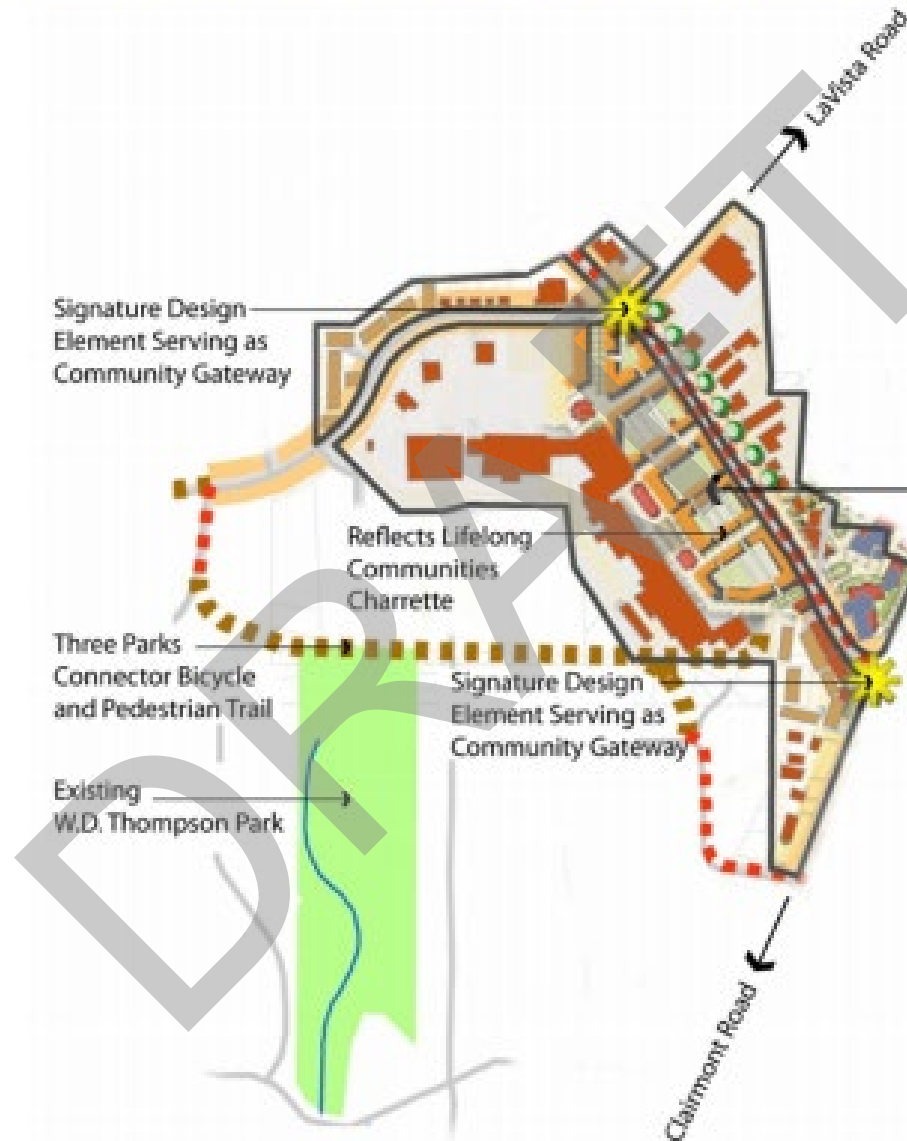 LaVista Road
Signature Design
Element Serving as
Community Gateway
Reflects Lifelong
Communities
Charrette
Three Parks
Connector Bicycle
and Pedestrian Trail
Signature Design
Element Serving as
Community Gateway
Existing
W.D. Thompson Park
Clairmont Road
DRAFT